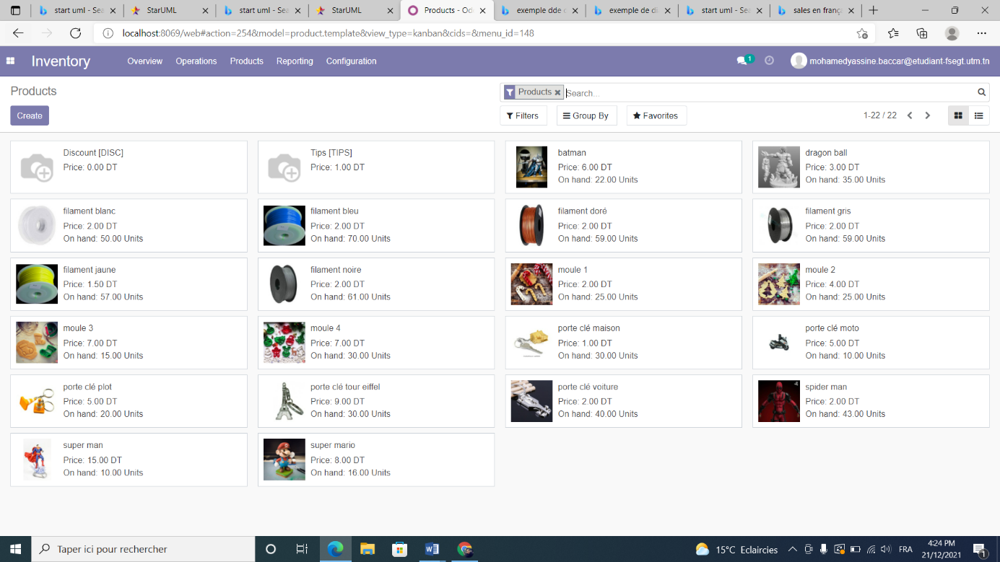 start uml - Sea
StarUML
start uml - Sea
StarUML
Products - Od
exemple dde c
exemple de di
start uml - Sea
sales en frança
localhost:8069/web#action=254&model=product.template&view_type=kanban&cids=&menu_id=148
Inventory
Overview
Operations
Products
Reporting
Configuration
1
mohamedyassine.baccar@etudiant-fsegt.utm.tn
Products
Products
Search...
Create
Filters
Group By
Favorites
1-22 / 22
Discount [DISC]
Price: 0.00 DT
Tips [TIPS]
Price: 1.00 DT
batman
Price: 6.00 DT
On hand: 22.00 Units
dragon ball
Price: 3.00 DT
On hand: 35.00 Units
filament blanc
Price: 2.00 DT
On hand: 50.00 Units
filament bleu
Price: 2.00 DT
On hand: 70.00 Units
filament doré
Price: 2.00 DT
On hand: 59.00 Units
filament gris
Price: 2.00 DT
On hand: 59.00 Units
filament jaune
Price: 1.50 DT
On hand: 57.00 Units
filament noire
Price: 2.00 DT
On hand: 61.00 Units
moule 1
Price: 2.00 DT
On hand: 25.00 Units
moule 2
Price: 4.00 DT
On hand: 25.00 Units
moule 3
Price: 7.00 DT
On hand: 15.00 Units
moule 4
Price: 7.00 DT
On hand: 30.00 Units
porte clé maison
Price: 1.00 DT
On hand: 30.00 Units
porte clé moto
Price: 5.00 DT
On hand: 10.00 Units
porte clé plot
Price: 5.00 DT
On hand: 20.00 Units
porte clé tour eiffel
Price: 9.00 DT
On hand: 30.00 Units
porte clé voiture
Price: 2.00 DT
On hand: 40.00 Units
spider man
Price: 2.00 DT
On hand: 43.00 Units
super man
Price: 15.00 DT
On hand: 10.00 Units
super mario
Price: 8.00 DT
On hand: 16.00 Units
Taper ici pour rechercher
15°C Eclaircies
FRA
4:24 PM
21/12/2021
1